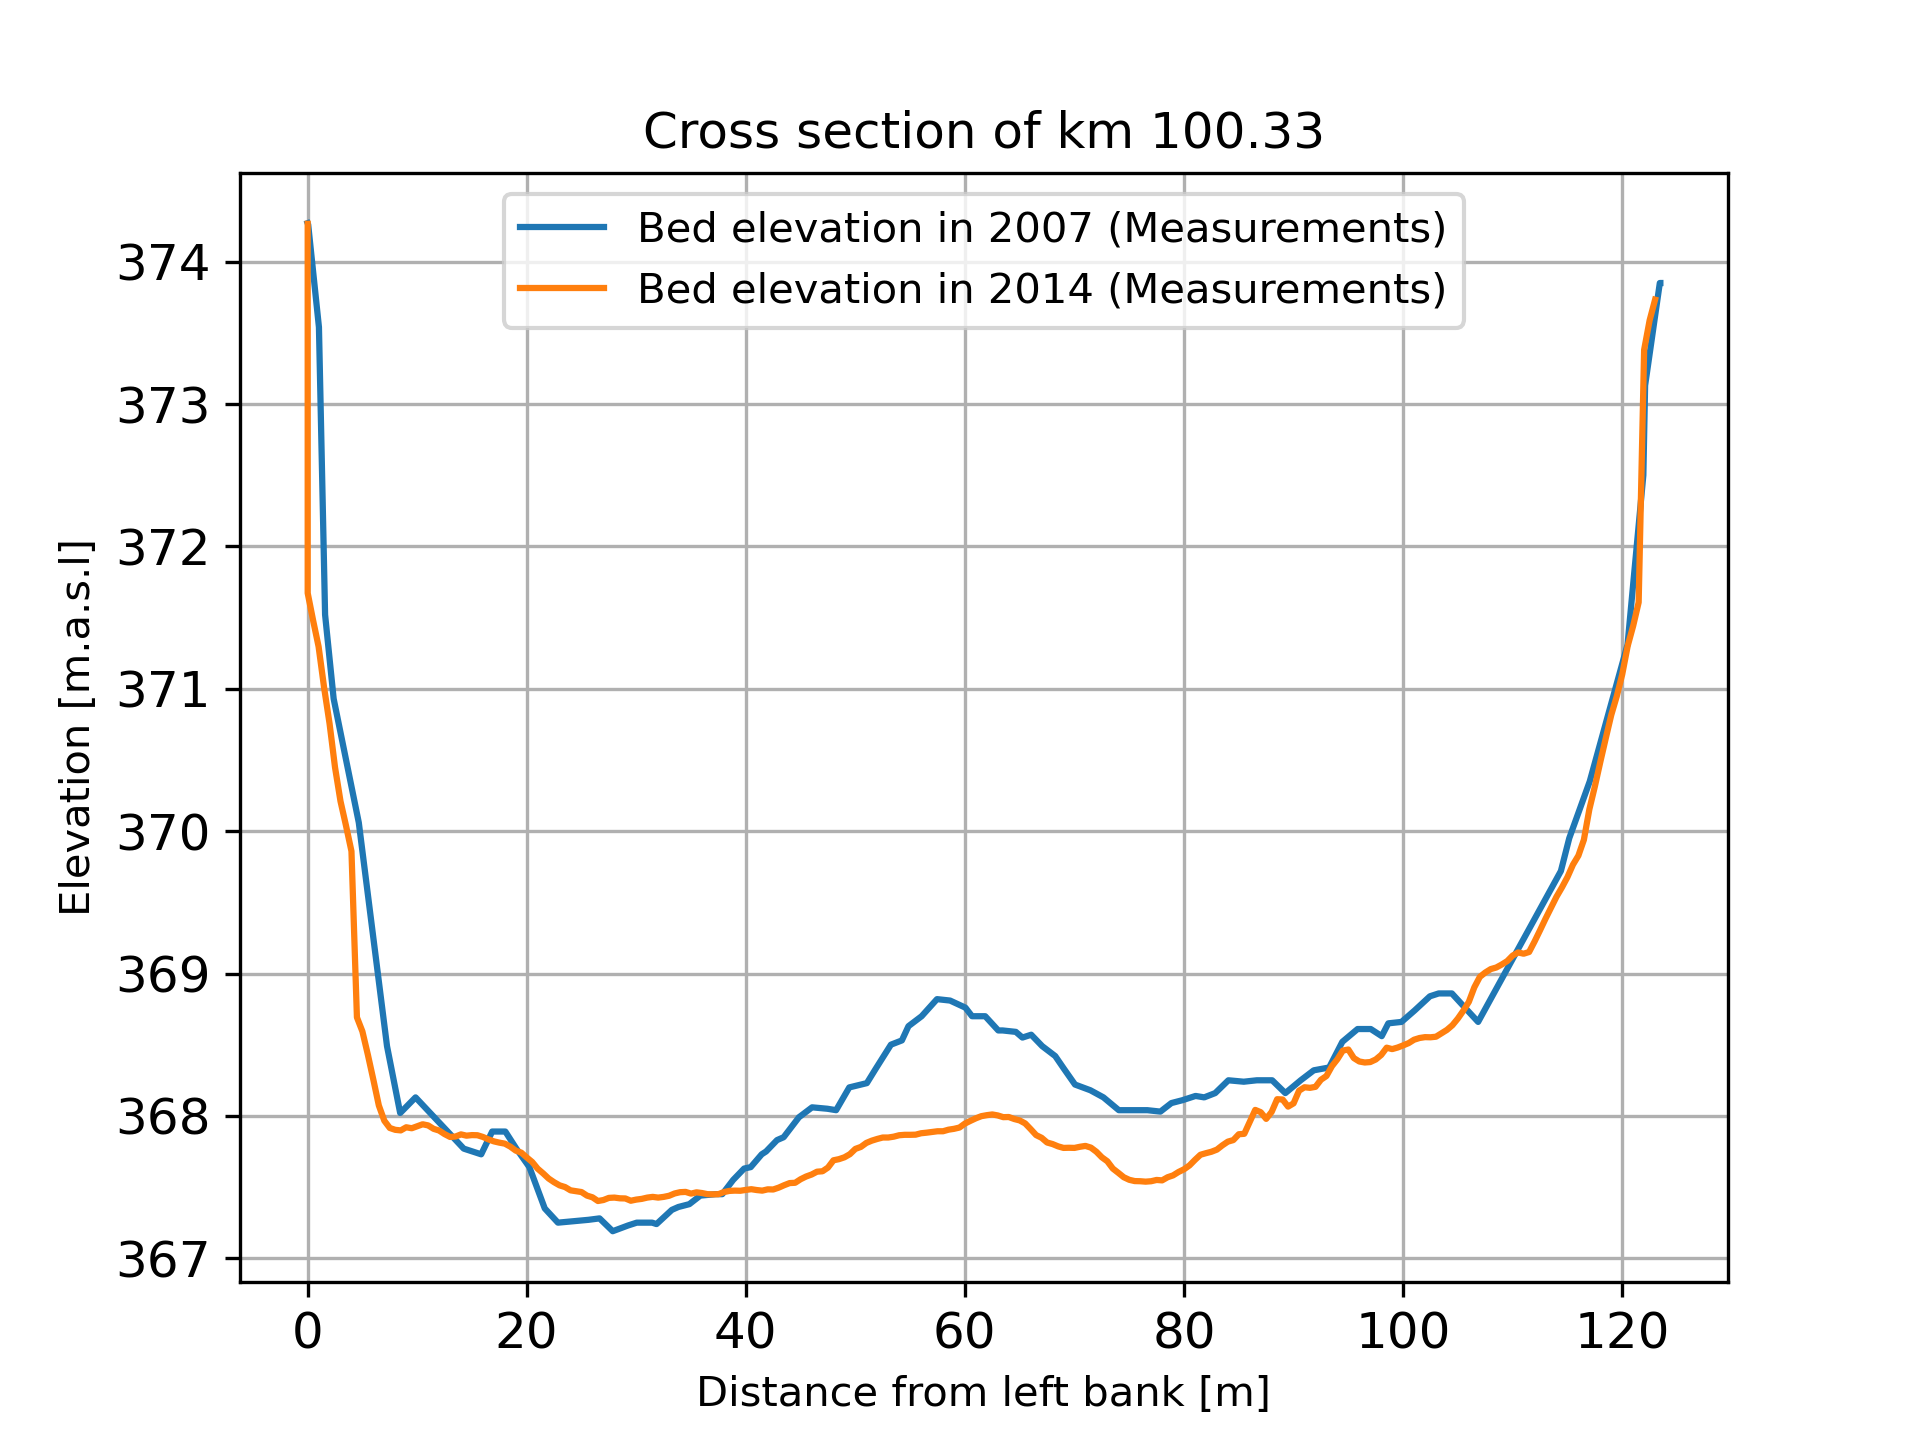 Cross section of km 100.33
Bed elevation in 2007 (Measurements)
Bed elevation in 2014 (Measurements)
374
373
372
371
370
369
368
367
Elevation [m.a.s.l]
0 20 40 60 80 100 120
Distance from left bank [m]